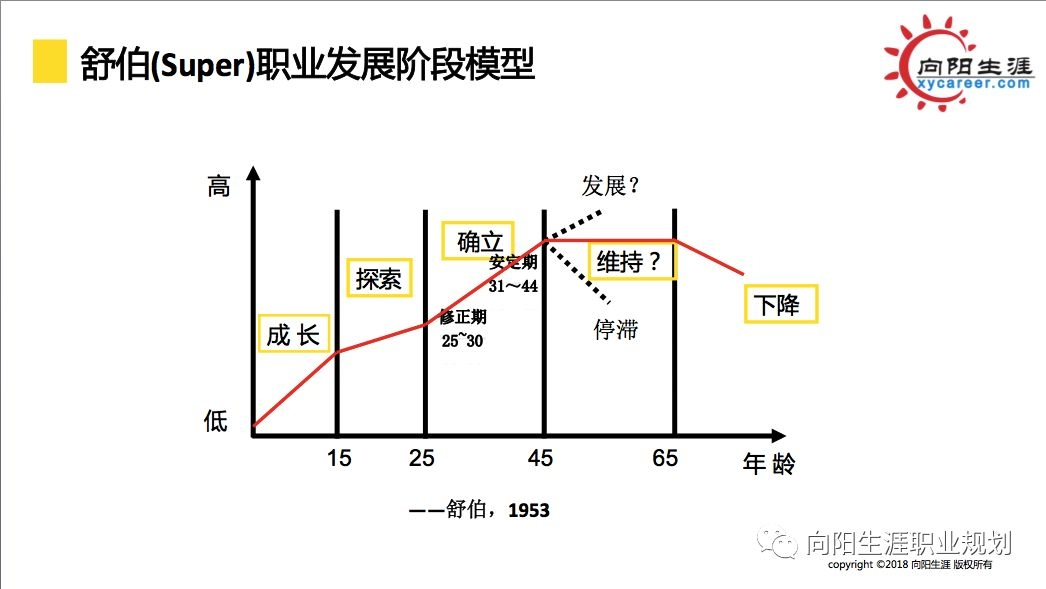 舒伯(Super)职业发展阶段模型
向阳生涯
xycareer.com
高
发展？
确立
安定期
31～44
维持？
探索
成 长
修正期
25~30
停滞
下降
低
15
25
45
65
年 龄
——舒伯，1953
向阳生涯职业规划
copyright ©2018 向阳生涯 版权所有